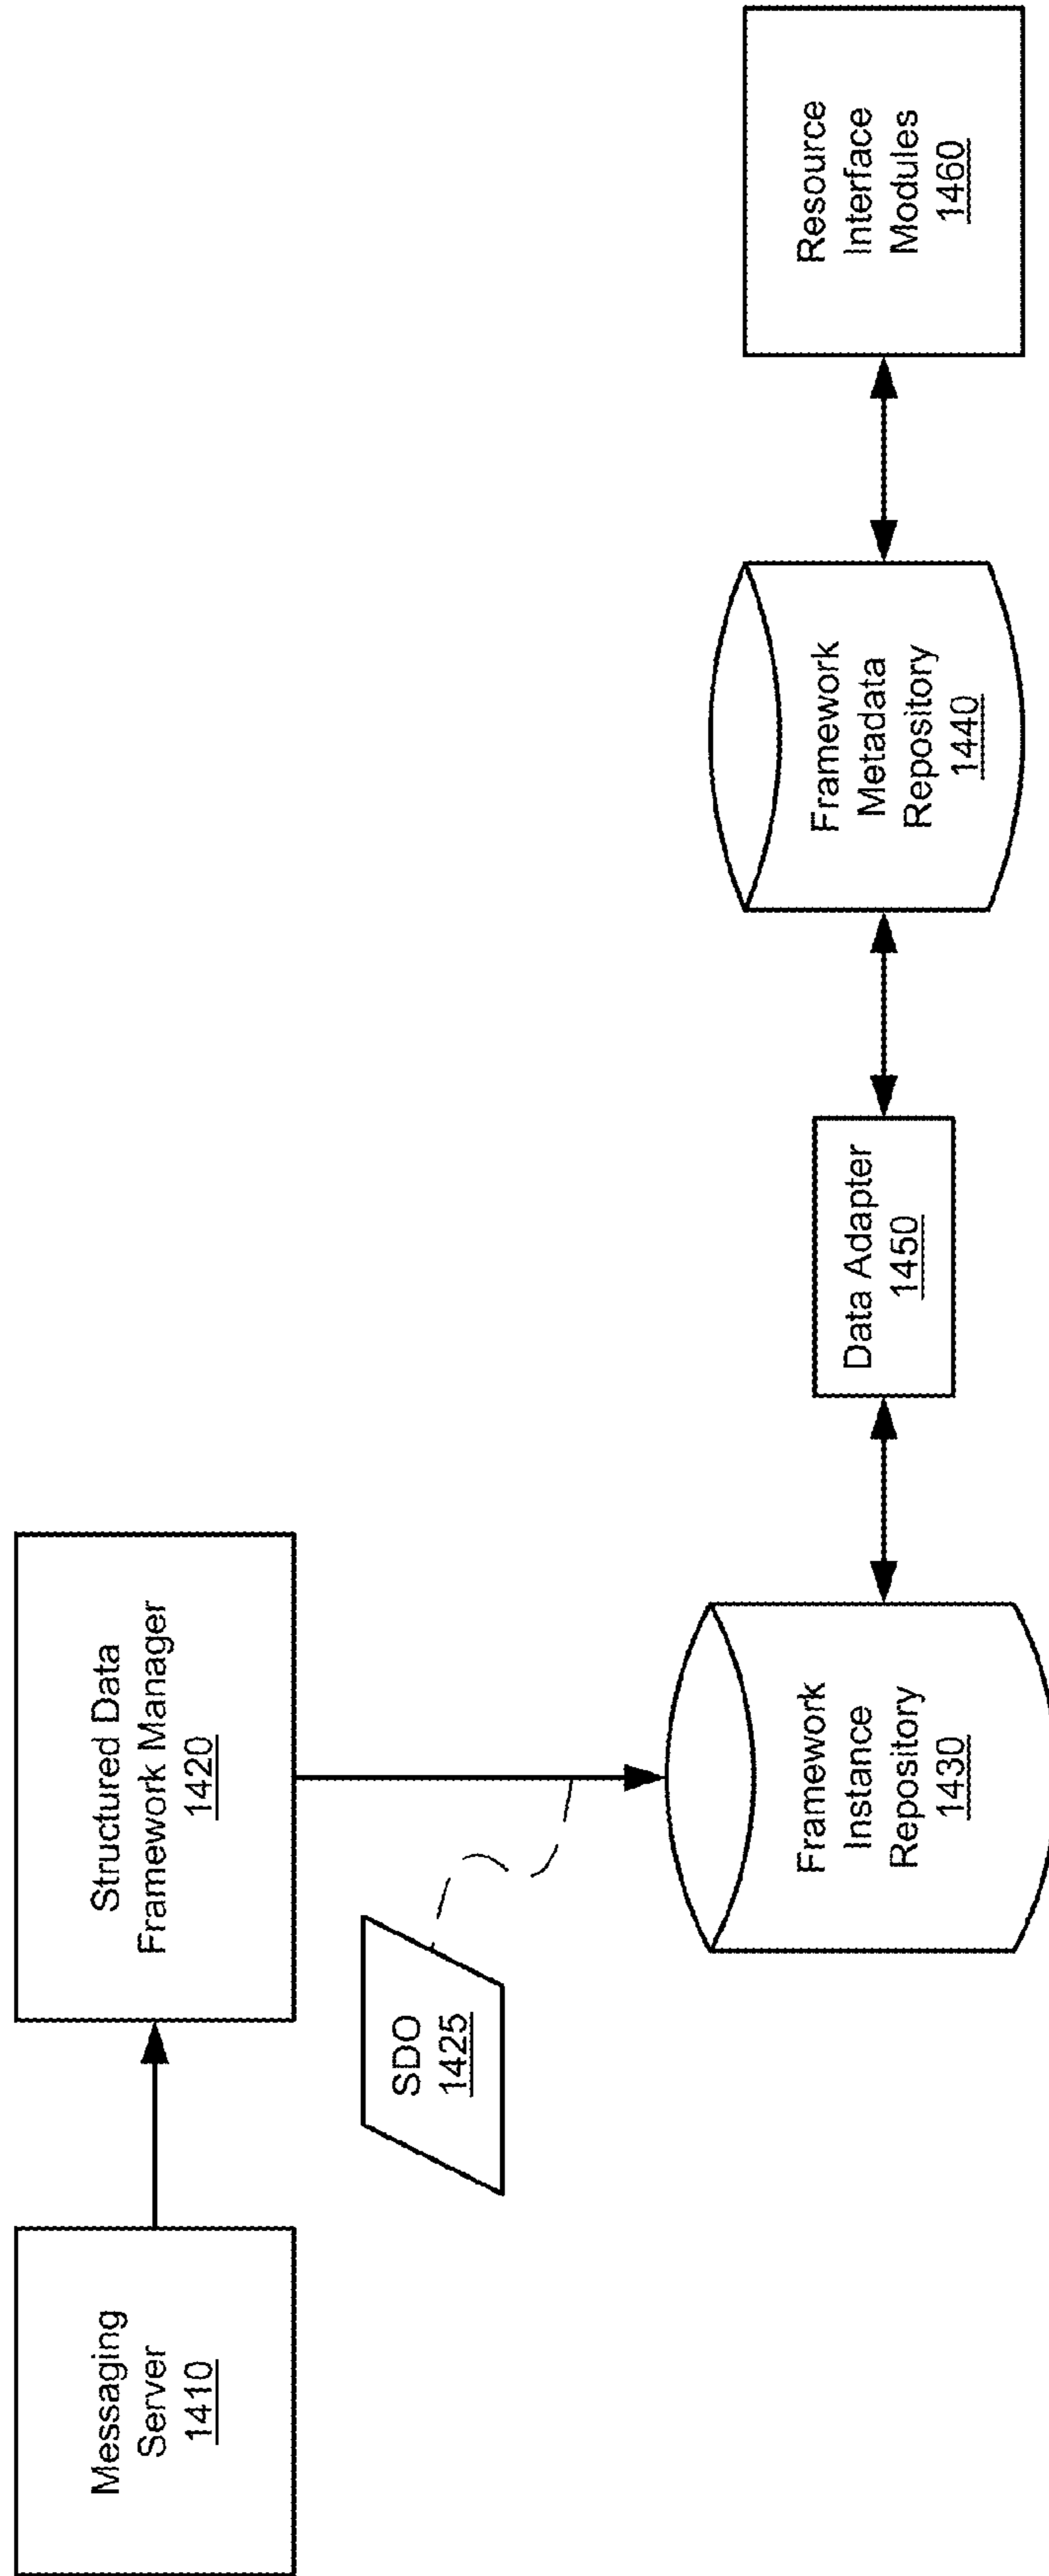 Messaging
Server
1410
Structured Data
Framework Manager
1420
SDO
1425
Framework
Instance
Repository
1430
Data Adapter
1450
Framework
Metadata
Repository
1440
Resource
Interface
Modules
1460